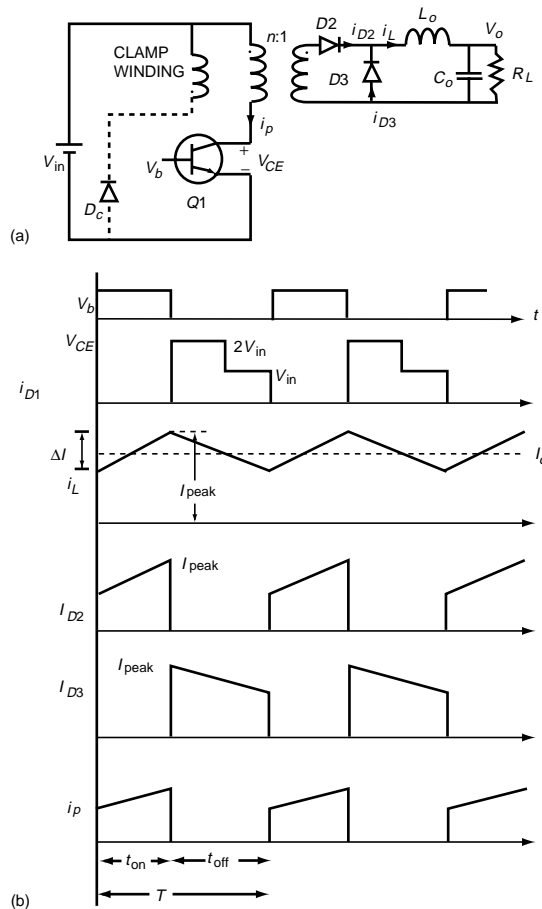 n:1
D2
i_D2
i_L
L_o
V_o
CLAMP
WINDING
D3
C_o
R_L
i_p
i_D3
V_in
V_b
+
V_CE
−
D_c
Q1
(a)
V_b
t
V_CE
2V_in
V_in
i_D1
ΔI
I_peak
i_L
I_peak
I_D2
I_peak
I_D3
i_p
t_on
t_off
T
(b)